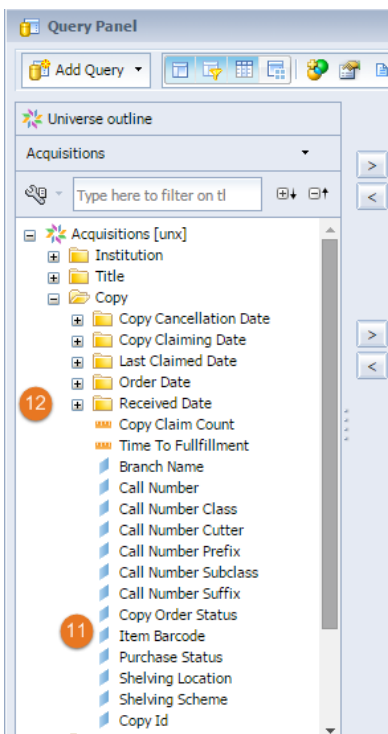 Query Panel
Add Query
Universe outline
Acquisitions
Type here to filter on tl
Acquisitions [unx]
Institution
Title
Copy
Copy Cancellation Date
Copy Claiming Date
Last Claimed Date
Order Date
12 Received Date
Copy Claim Count
Time To Fullfillment
Branch Name
Call Number
Call Number Class
Call Number Cutter
Call Number Prefix
Call Number Subclass
Call Number Suffix
Copy Order Status
11 Item Barcode
Purchase Status
Shelving Location
Shelving Scheme
Copy Id